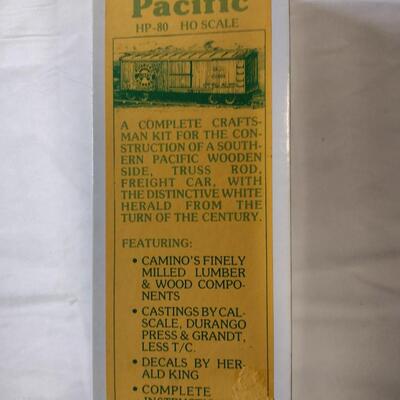 Pacific
HP-80 HO SCALE
A COMPLETE CRAFTS-
MAN KIT FOR THE CON-
STRUCTION OF A SOUTH-
ERN PACIFIC WOODEN
SIDE, TRUSS ROD,
FREIGHT CAR, WITH
THE DISTINCTIVE WHITE
HERALD FROM THE
TURN OF THE CENTURY.
FEATURING:
• CAMINO'S FINELY
MILLED LUMBER
& WOOD COMPO-
NENTS
• CASTINGS BY CAL-
SCALE, DURANGO
PRESS & GRANDT,
LESS T/C.
• DECALS BY HER-
ALD KING
• COMPLETE